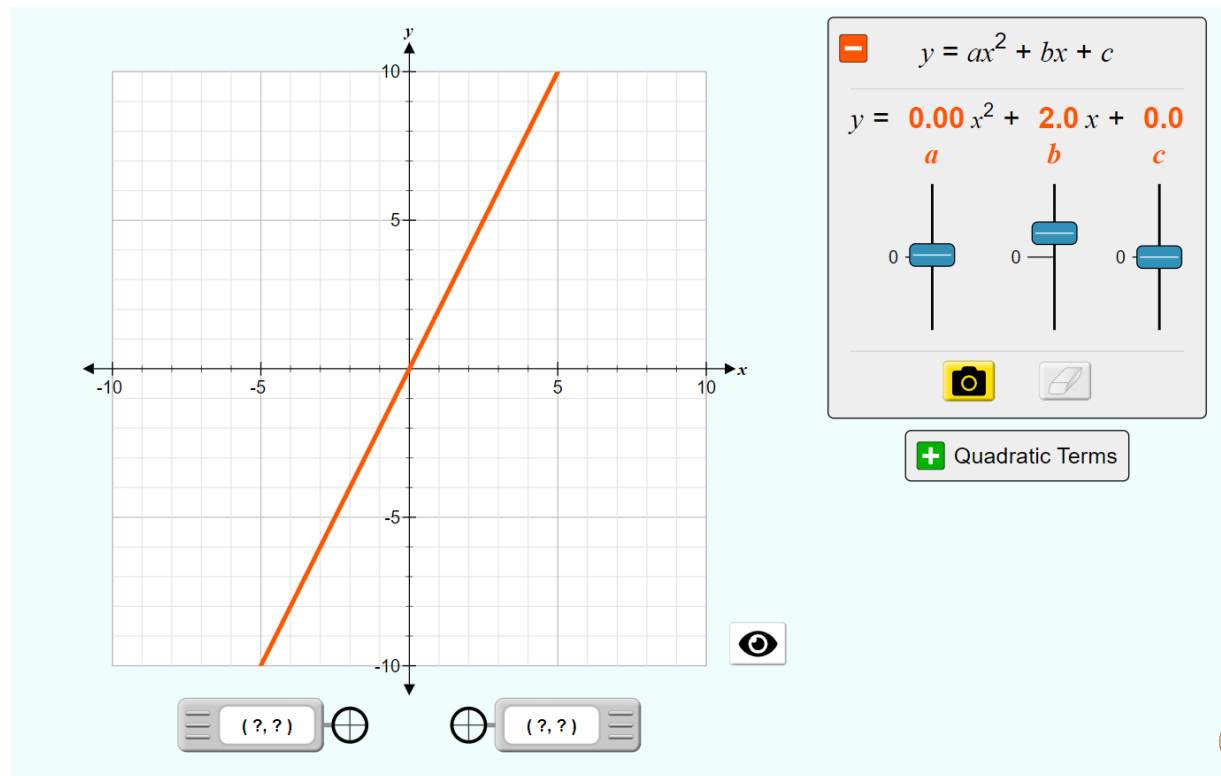 y
10
5
-10 -5 5 10 x
-5
-10
( ?, ? ) ( ?, ? )
y = ax² + bx + c
y = 0.00 x² + 2.0 x + 0.0
a b c
0 0 0
Quadratic Terms